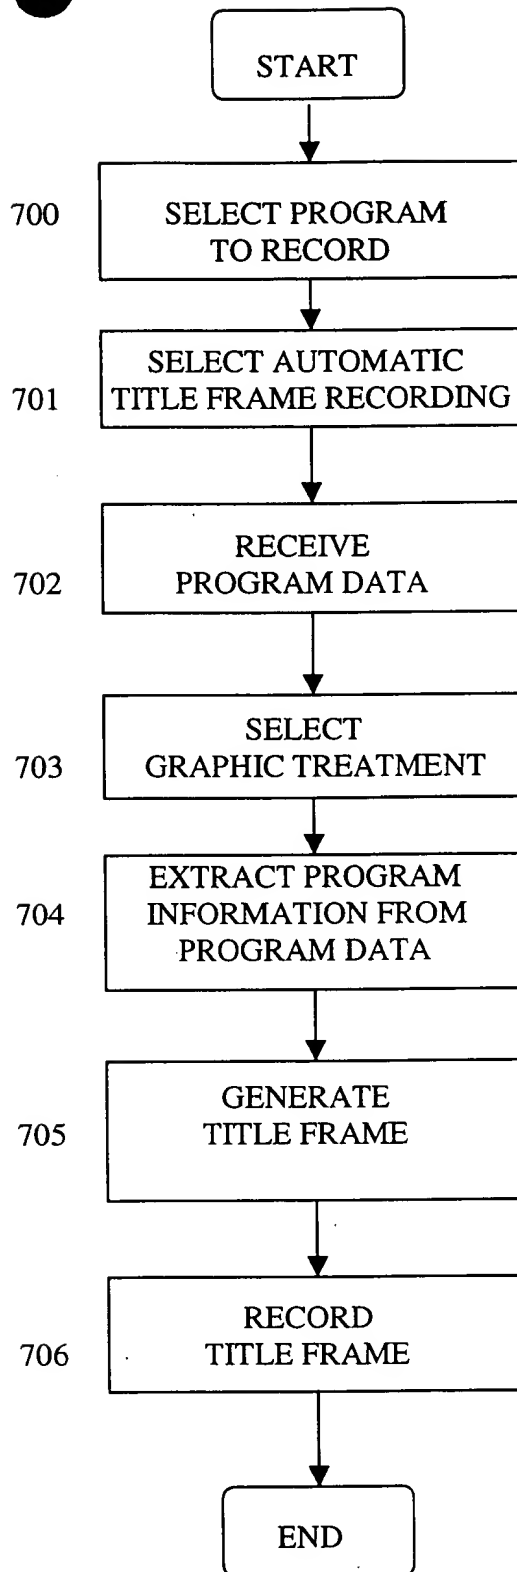 START
700
SELECT PROGRAM
TO RECORD
SELECT AUTOMATIC
701
TITLE FRAME RECORDING
RECEIVE
702
PROGRAM DATA
SELECT
703
GRAPHIC TREATMENT
EXTRACT PROGRAM
704
INFORMATION FROM
PROGRAM DATA
GENERATE
705
TITLE FRAME
RECORD
706
TITLE FRAME
END